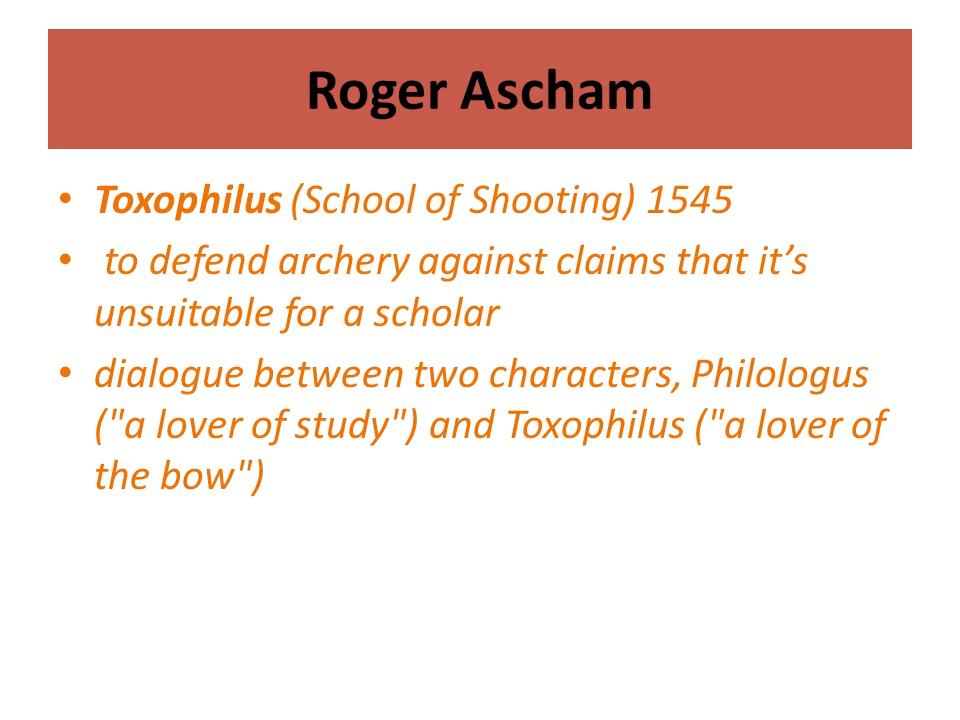 Roger Ascham
• Toxophilus (School of Shooting) 1545
• to defend archery against claims that it’s
unsuitable for a scholar
• dialogue between two characters, Philologus
("a lover of study") and Toxophilus ("a lover of
the bow")